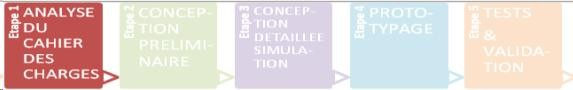 Etape 1
ANALYSE
DU
CAHIER
DES
CHARGES
Etape 2
CONCEP-
TION
PRELIMI-
NAIRE
Etape 3
CONCEP-
TION
DETAILLEE
SIMULA-
TION
Etape 4
PROTO-
TYPAGE
Etape 5
TESTS
&
VALIDA-
TION